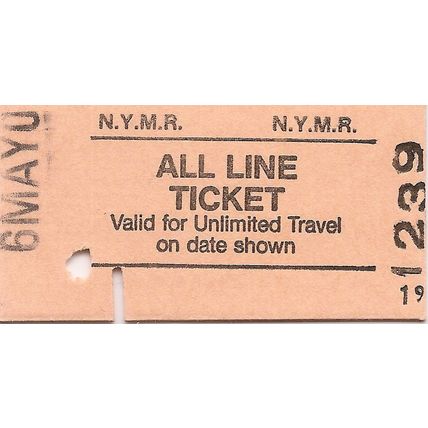 N.Y.M.R. N.Y.M.R.
ALL LINE
TICKET
Valid for Unlimited Travel
on date shown
6MAY0
1239
19